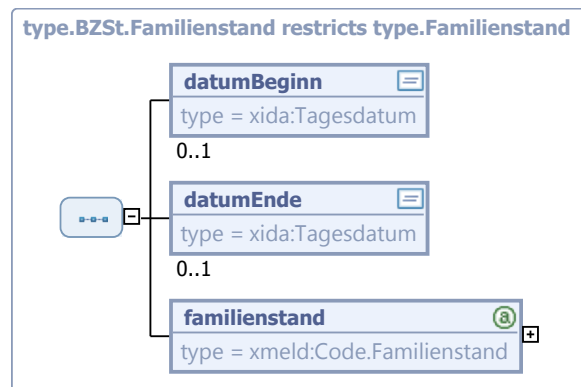 type.BZSt.Familienstand restricts type.Familienstand
datumBeginn
type = xida:Tagesdatum
0..1
datumEnde
type = xida:Tagesdatum
0..1
familienstand
type = xmeld:Code.Familienstand